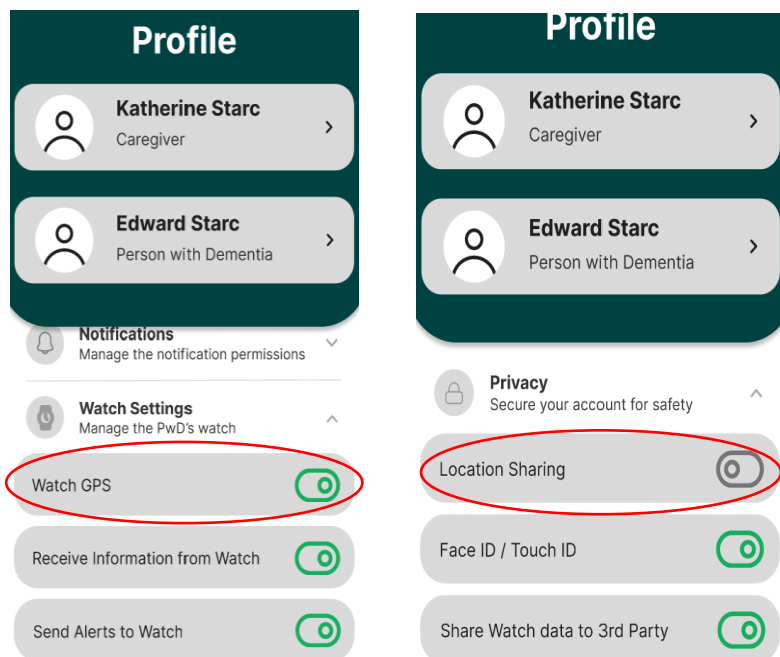 Profile
Katherine Starc
Caregiver
Edward Starc
Person with Dementia
Notifications
Manage the notification permissions
Watch Settings
Manage the PwD's watch
Watch GPS
Receive Information from Watch
Send Alerts to Watch
Profile
Katherine Starc
Caregiver
Edward Starc
Person with Dementia
Privacy
Secure your account for safety
Location Sharing
Face ID / Touch ID
Share Watch data to 3rd Party